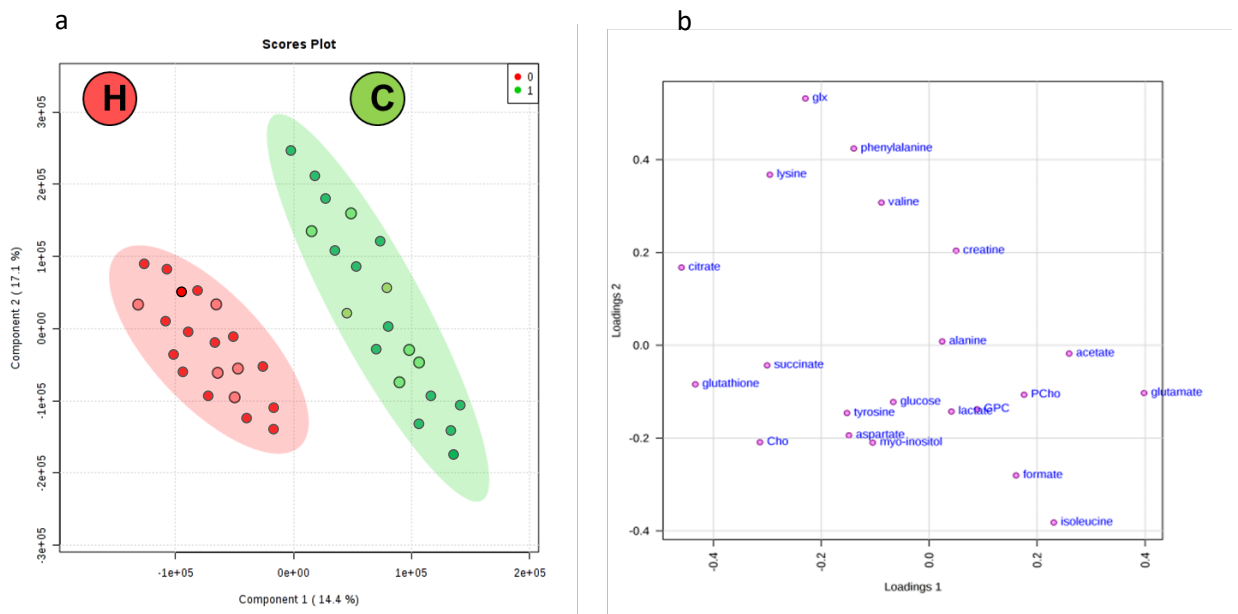 a
Scores Plot
H
C
0
1
Component 2 ( 17.1 %)
3e+05
2e+05
1e+05
0e+00
-1e+05
-2e+05
-3e+05
-1e+05
0e+00
1e+05
2e+05
Component 1 ( 14.4 %)
b
Loadings 2
0.4
0.2
0.0
-0.2
-0.4
glx
phenylalanine
lysine
valine
creatine
citrate
alanine
acetate
succinate
glutathione
glutamate
PCho
glucose
GPC
lactate
tyrosine
aspartate
myo-inositol
Cho
formate
isoleucine
-0.4
-0.2
0.0
0.2
0.4
Loadings 1